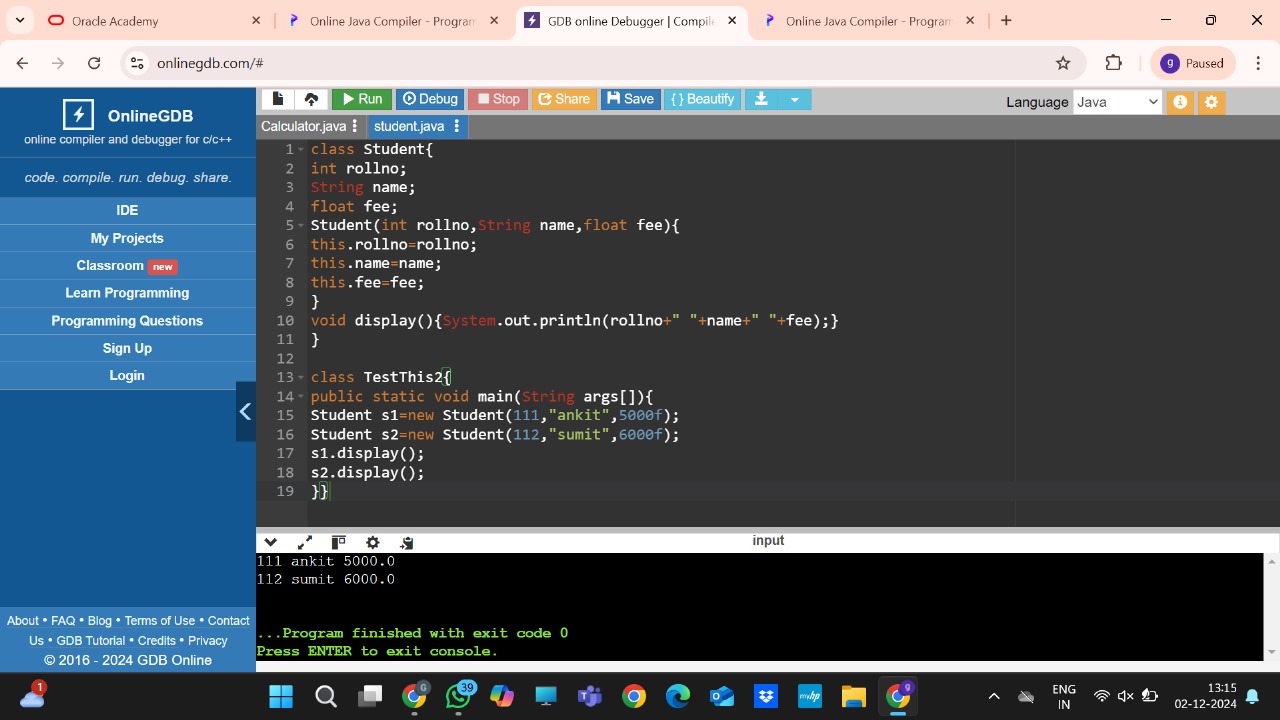 Oracle Academy
Online Java Compiler - Program
GDB online Debugger | Compile
Online Java Compiler - Program
onlinegdb.com/#
g Paused
OnlineGDB
online compiler and debugger for c/c++
code. compile. run. debug. share.
IDE
My Projects
Classroom new
Learn Programming
Programming Questions
Sign Up
Login
About • FAQ • Blog • Terms of Use • Contact
Us • GDB Tutorial • Credits • Privacy
© 2016 - 2024 GDB Online
Run Debug Stop Share Save { } Beautify
Language Java
Calculator.java student.java
1 class Student{
2 int rollno;
3 String name;
4 float fee;
5 Student(int rollno,String name,float fee){
6 this.rollno=rollno;
7 this.name=name;
8 this.fee=fee;
9 }
10 void display(){System.out.println(rollno+" "+name+" "+fee);}
11 }
12
13 class TestThis2{
14 public static void main(String args[]){
15 Student s1=new Student(111,"ankit",5000f);
16 Student s2=new Student(112,"sumit",6000f);
17 s1.display();
18 s2.display();
19 }}
input
111 ankit 5000.0
112 sumit 6000.0
...Program finished with exit code 0
Press ENTER to exit console.
1
G
39
myhp
g
ENG
IN
13:15
02-12-2024